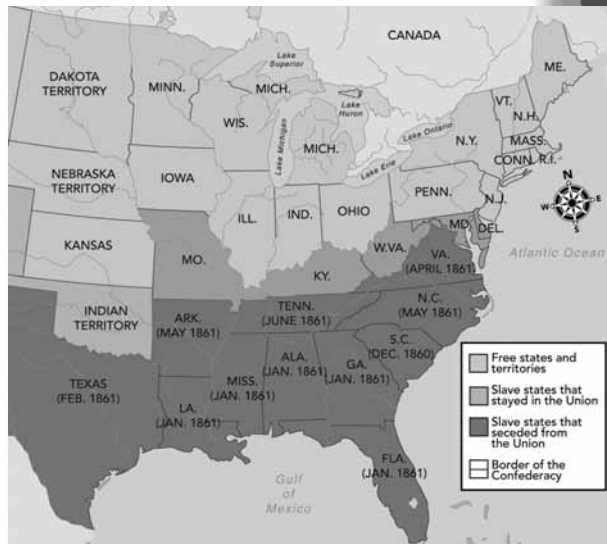 CANADA
Lake
Superior
DAKOTA
TERRITORY
MINN.
MICH.
ME.
Lake
Huron
VT.
N.H.
WIS.
Lake Michigan
MICH.
Lake Ontario
N.Y.
MASS.
CONN.
R.I.
Lake Erie
NEBRASKA
TERRITORY
IOWA
PENN.
N.J.
N
W
E
S
ILL.
IND.
OHIO
MD.
DEL.
KANSAS
MO.
W.VA.
VA.
(APRIL 1861)
Atlantic Ocean
KY.
INDIAN
TERRITORY
ARK.
(MAY 1861)
TENN.
(JUNE 1861)
N.C.
(MAY 1861)
S.C.
(DEC. 1860)
TEXAS
(FEB. 1861)
MISS.
(JAN. 1861)
ALA.
(JAN. 1861)
GA.
(JAN. 1861)
LA.
(JAN. 1861)
FLA.
(JAN. 1861)
Gulf
of
Mexico
Free states and
territories
Slave states that
stayed in the Union
Slave states that
seceded from
the Union
Border of the
Confederacy